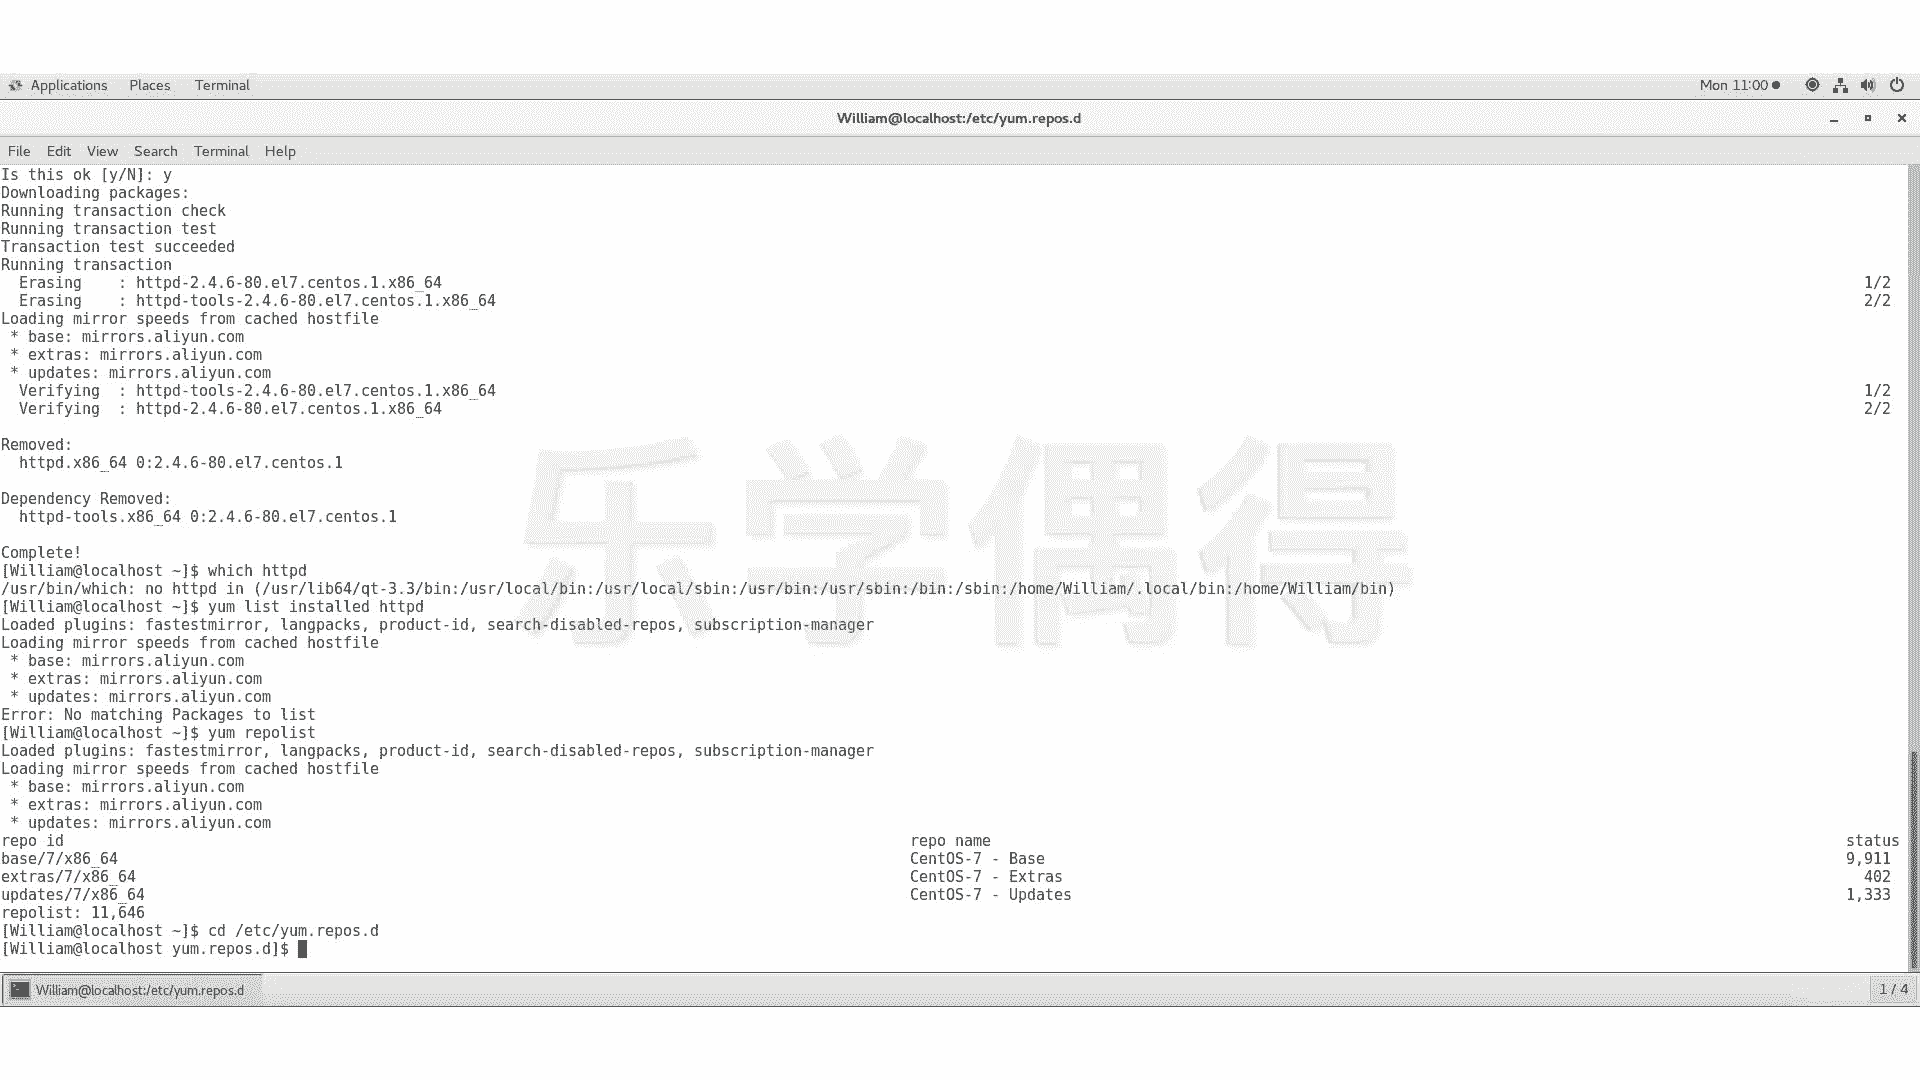 Applications Places Terminal Mon 11:00
William@localhost:/etc/yum.repos.d
File Edit View Search Terminal Help
Is this ok [y/N]: y
Downloading packages:
Running transaction check
Running transaction test
Transaction test succeeded
Running transaction
Erasing : httpd-2.4.6-80.el7.centos.1.x86_64 1/2
Erasing : httpd-tools-2.4.6-80.el7.centos.1.x86_64 2/2
Loading mirror speeds from cached hostfile
* base: mirrors.aliyun.com
* extras: mirrors.aliyun.com
* updates: mirrors.aliyun.com
Verifying : httpd-tools-2.4.6-80.el7.centos.1.x86_64 1/2
Verifying : httpd-2.4.6-80.el7.centos.1.x86_64 2/2
Removed:
httpd.x86_64 0:2.4.6-80.el7.centos.1
Dependency Removed:
httpd-tools.x86_64 0:2.4.6-80.el7.centos.1
乐学偶得
Complete!
[William@localhost ~]$ which httpd
/usr/bin/which: no httpd in (/usr/lib64/qt-3.3/bin:/usr/local/bin:/usr/local/sbin:/usr/bin:/usr/sbin:/bin:/sbin:/home/William/.local/bin:/home/William/bin)
[William@localhost ~]$ yum list installed httpd
Loaded plugins: fastestmirror, langpacks, product-id, search-disabled-repos, subscription-manager
Loading mirror speeds from cached hostfile
* base: mirrors.aliyun.com
* extras: mirrors.aliyun.com
* updates: mirrors.aliyun.com
Error: No matching Packages to list
[William@localhost ~]$ yum repolist
Loaded plugins: fastestmirror, langpacks, product-id, search-disabled-repos, subscription-manager
Loading mirror speeds from cached hostfile
* base: mirrors.aliyun.com
* extras: mirrors.aliyun.com
* updates: mirrors.aliyun.com
repo id repo name status
base/7/x86_64 CentOS-7 - Base 9,911
extras/7/x86_64 CentOS-7 - Extras 402
updates/7/x86_64 CentOS-7 - Updates 1,333
repolist: 11,646
[William@localhost ~]$ cd /etc/yum.repos.d
[William@localhost yum.repos.d]$
William@localhost:/etc/yum.repos.d 1 / 4